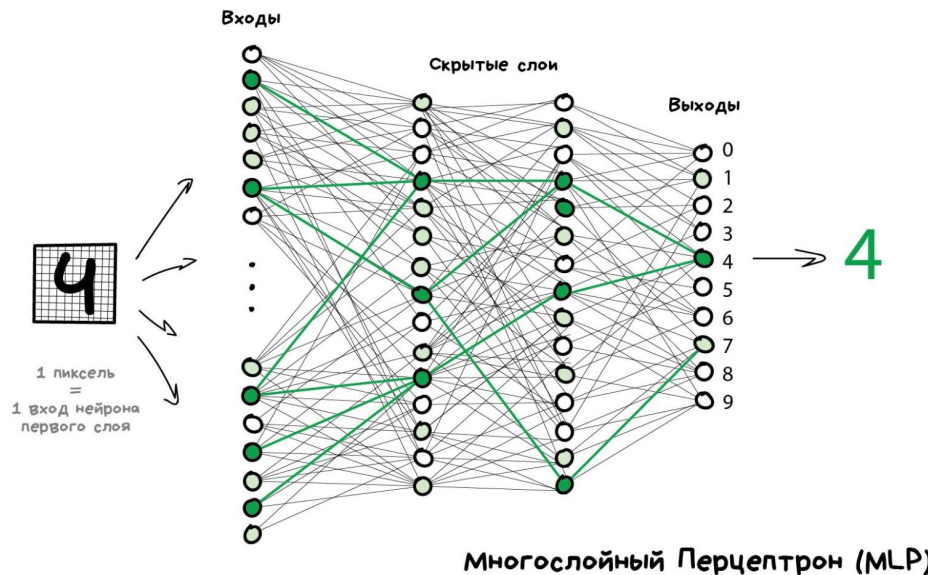 Входы
Скрытые слои
Выходы
0
1
2
3
4
5
6
7
8
9
4
4
1 пиксель
=
1 вход нейрона
первого слоя
Многослойный Перцептрон (MLP)